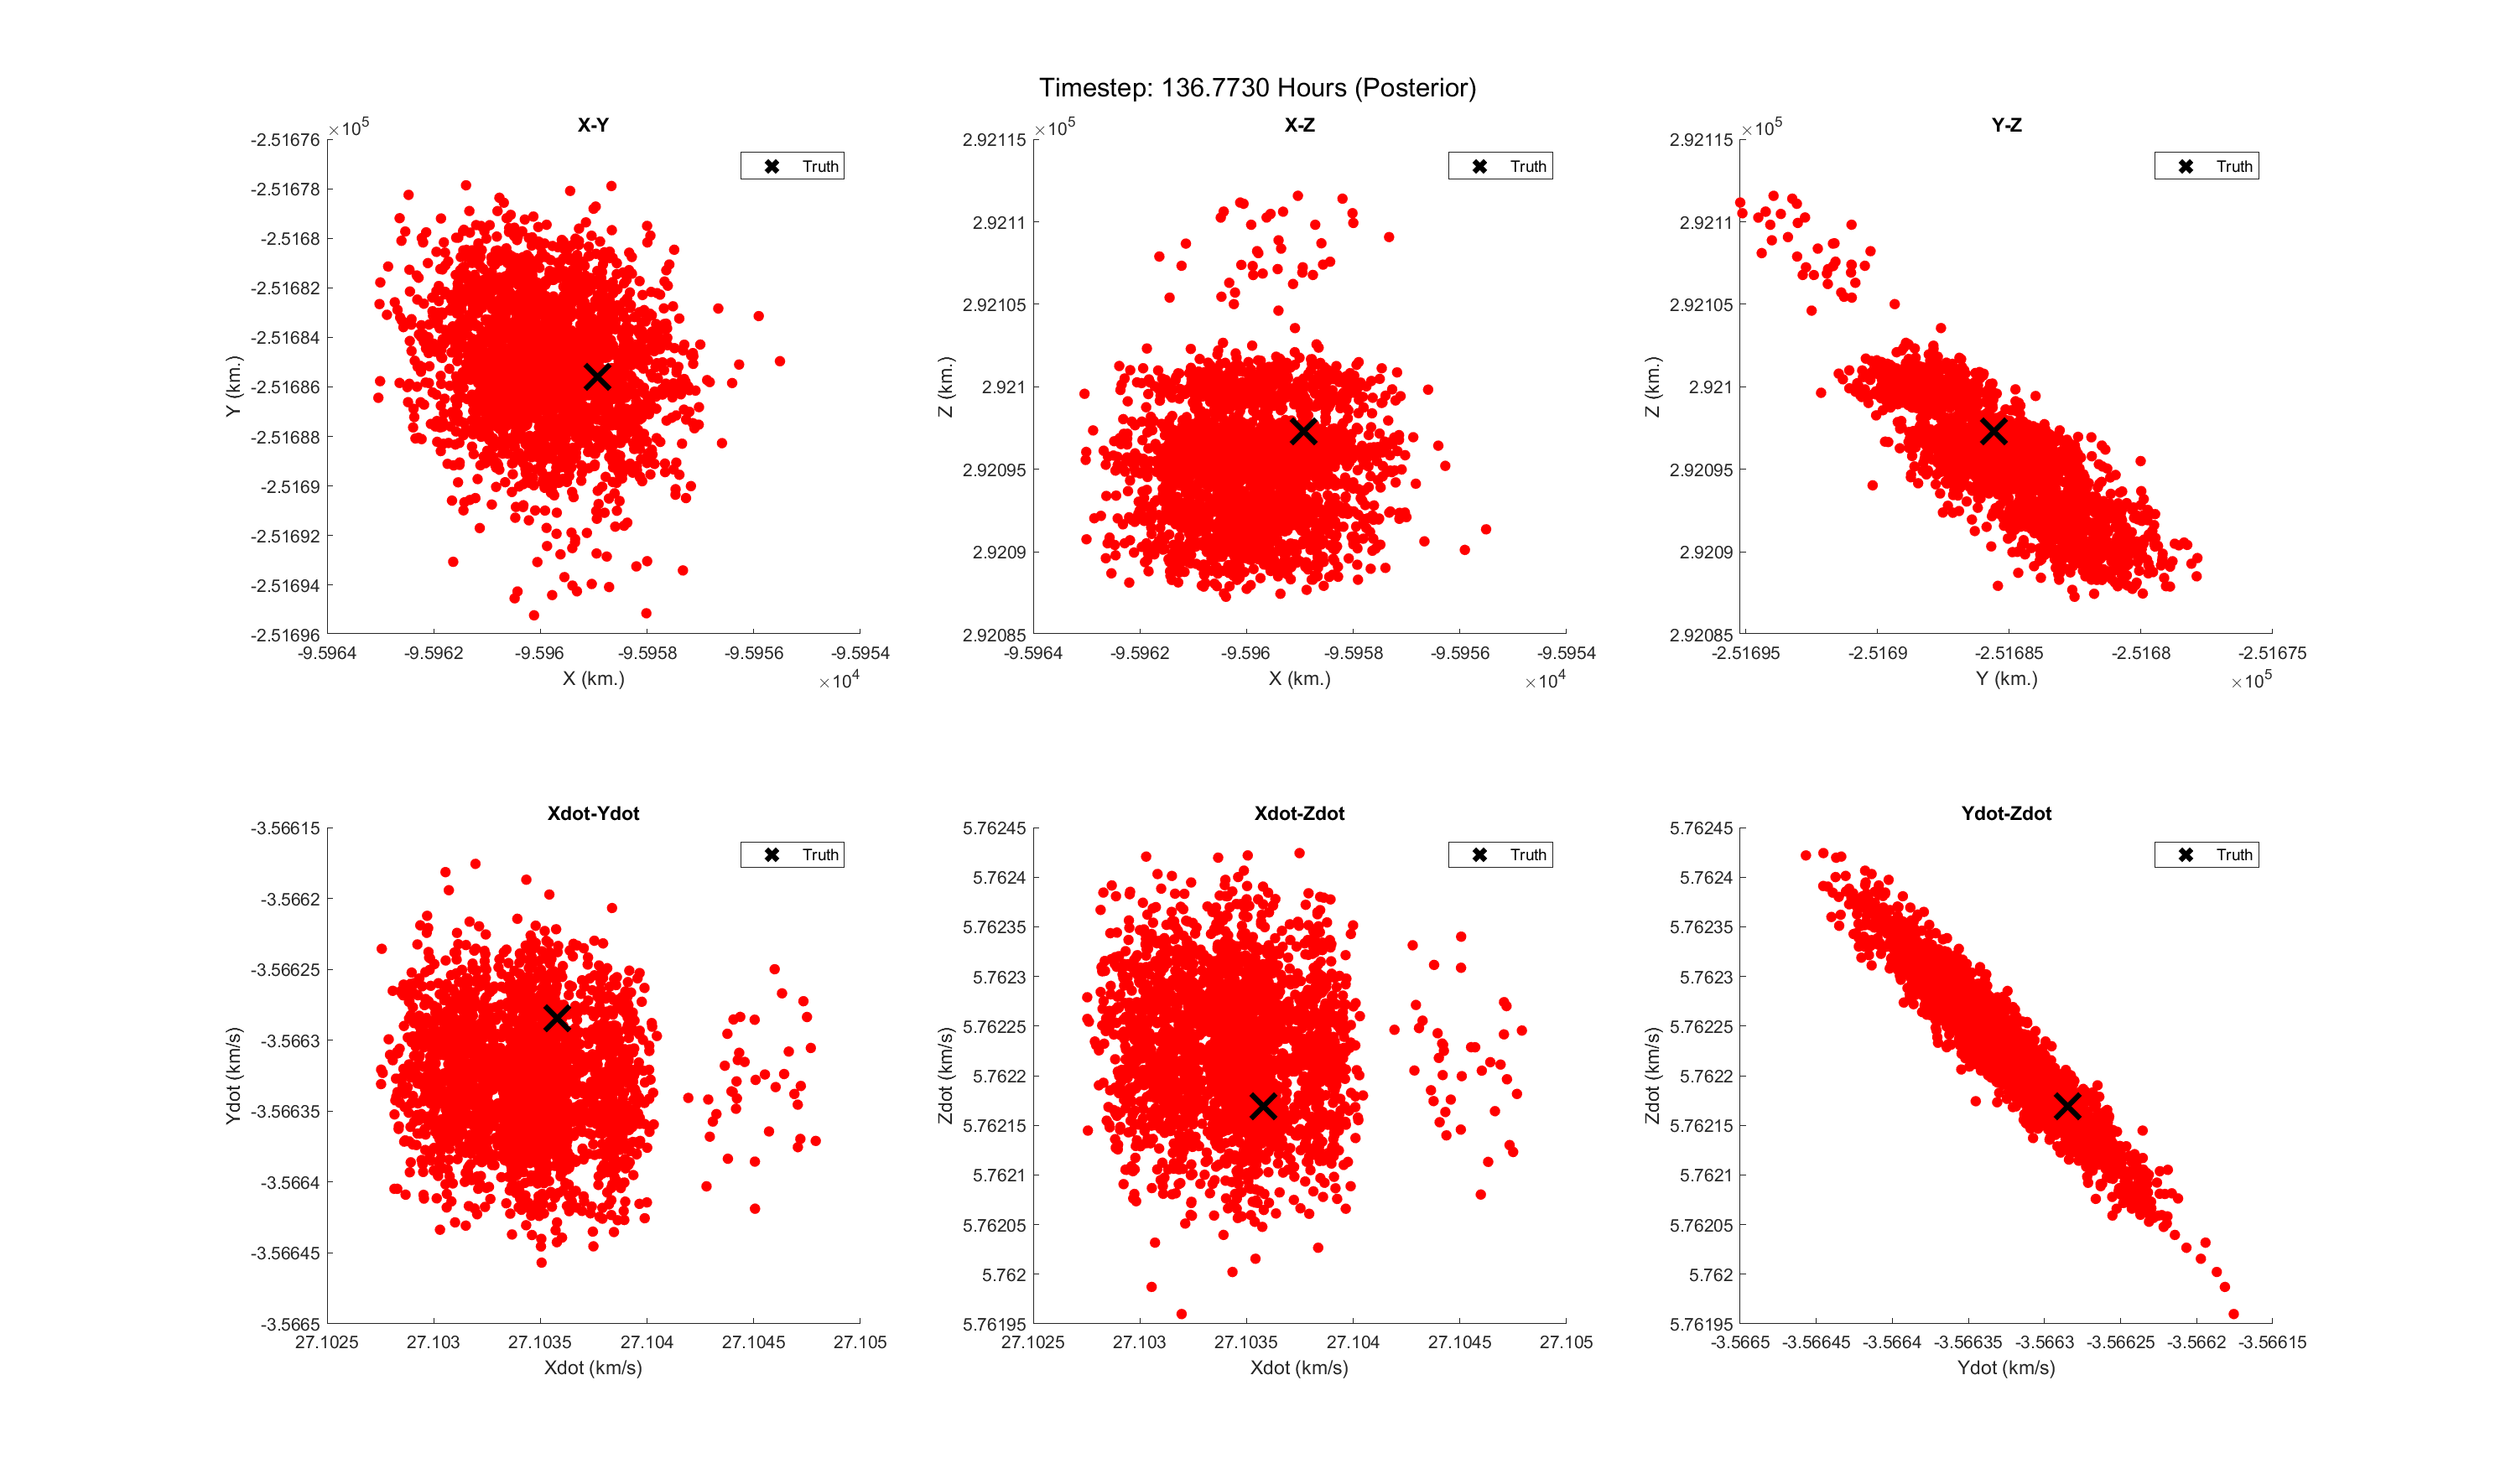 Timestep: 136.7730 Hours (Posterior)
X-Y
×10^5
-2.51676
-2.51678
-2.5168
-2.51682
-2.51684
-2.51686
-2.51688
-2.5169
-2.51692
-2.51694
-2.51696
Y (km.)
Truth
-9.5964 -9.5962 -9.596 -9.5958 -9.5956 -9.5954
X (km.)
×10^4
X-Z
×10^5
2.92115
2.9211
2.92105
2.921
2.92095
2.9209
2.92085
Z (km.)
Truth
-9.5964 -9.5962 -9.596 -9.5958 -9.5956 -9.5954
X (km.)
×10^4
Y-Z
×10^5
2.92115
2.9211
2.92105
2.921
2.92095
2.9209
2.92085
Z (km.)
Truth
-2.51695 -2.5169 -2.51685 -2.5168 -2.51675
Y (km.)
×10^5
Xdot-Ydot
-3.56615
-3.5662
-3.56625
-3.5663
-3.56635
-3.5664
-3.56645
-3.5665
Ydot (km/s)
Truth
27.1025 27.103 27.1035 27.104 27.1045 27.105
Xdot (km/s)
Xdot-Zdot
5.76245
5.7624
5.76235
5.7623
5.76225
5.7622
5.76215
5.7621
5.76205
5.762
5.76195
Zdot (km/s)
Truth
27.1025 27.103 27.1035 27.104 27.1045 27.105
Xdot (km/s)
Ydot-Zdot
5.76245
5.7624
5.76235
5.7623
5.76225
5.7622
5.76215
5.7621
5.76205
5.762
5.76195
Zdot (km/s)
Truth
-3.5665 -3.56645 -3.5664 -3.56635 -3.5663 -3.56625 -3.5662 -3.56615
Ydot (km/s)